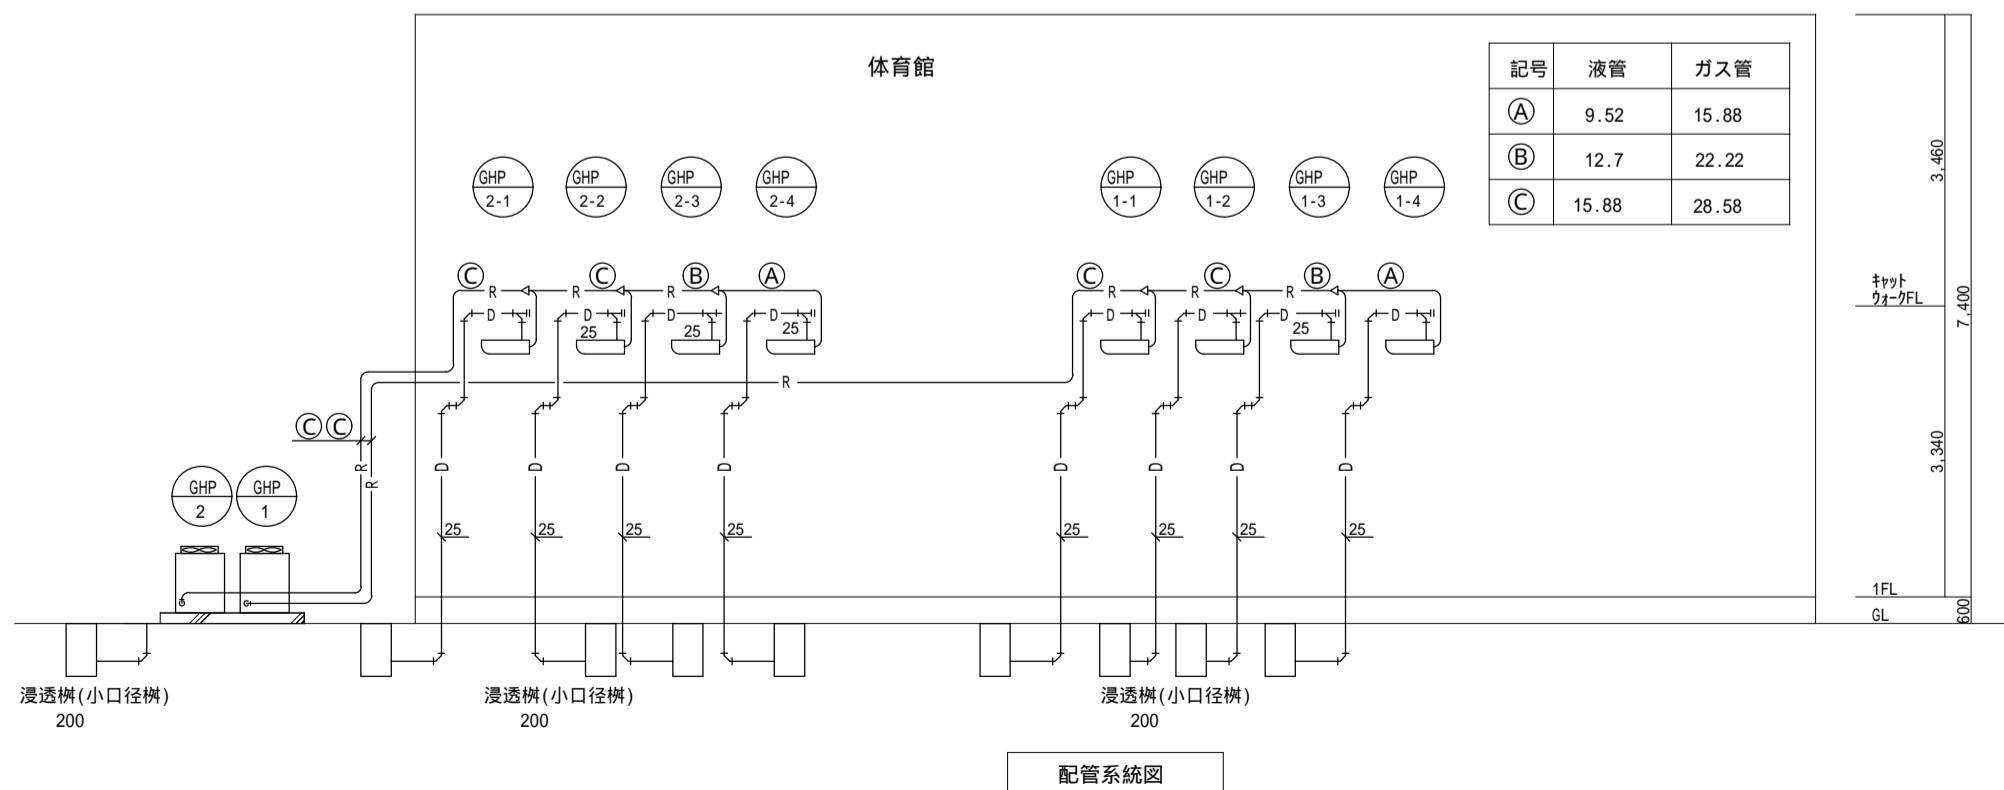 体育館
記号 液管 ガス管
Ⓐ 9.52 15.88
Ⓑ 12.7 22.22
Ⓒ 15.88 28.58
GHP 2-1
GHP 2-2
GHP 2-3
GHP 2-4
GHP 1-1
GHP 1-2
GHP 1-3
GHP 1-4
Ⓒ Ⓒ Ⓑ Ⓐ Ⓒ Ⓒ Ⓑ Ⓐ
R R R R R R
D D D D D D D D
25 25 25 25
R
Ⓒ Ⓒ
R
R
D D D D D D D D
GHP 2
GHP 1
25 25 25 25 25 25 25 25
3,460
キャット
ウォークFL
7,400
3,340
1FL
GL
600
浸透桝(小口径桝)
200
浸透桝(小口径桝)
200
浸透桝(小口径桝)
200
配管系統図